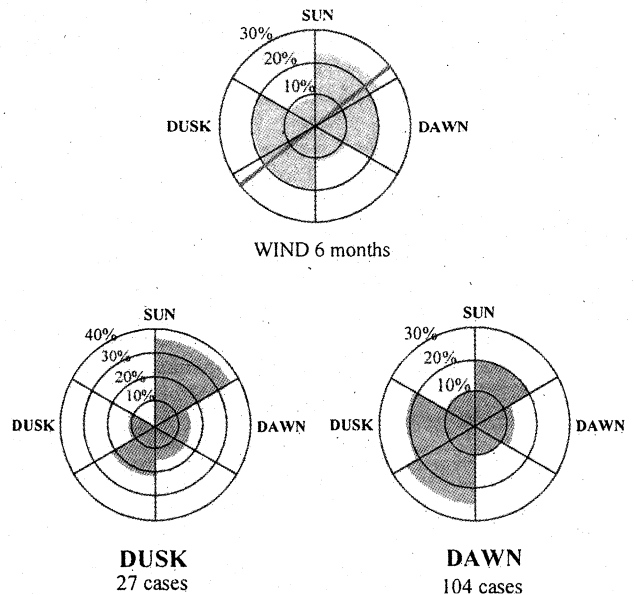 SUN
30%
20%
10%
DUSK
DAWN
WIND 6 months
SUN
40%
30%
20%
10%
DUSK
DAWN
DUSK
27 cases
SUN
30%
20%
10%
DUSK
DAWN
DAWN
104 cases